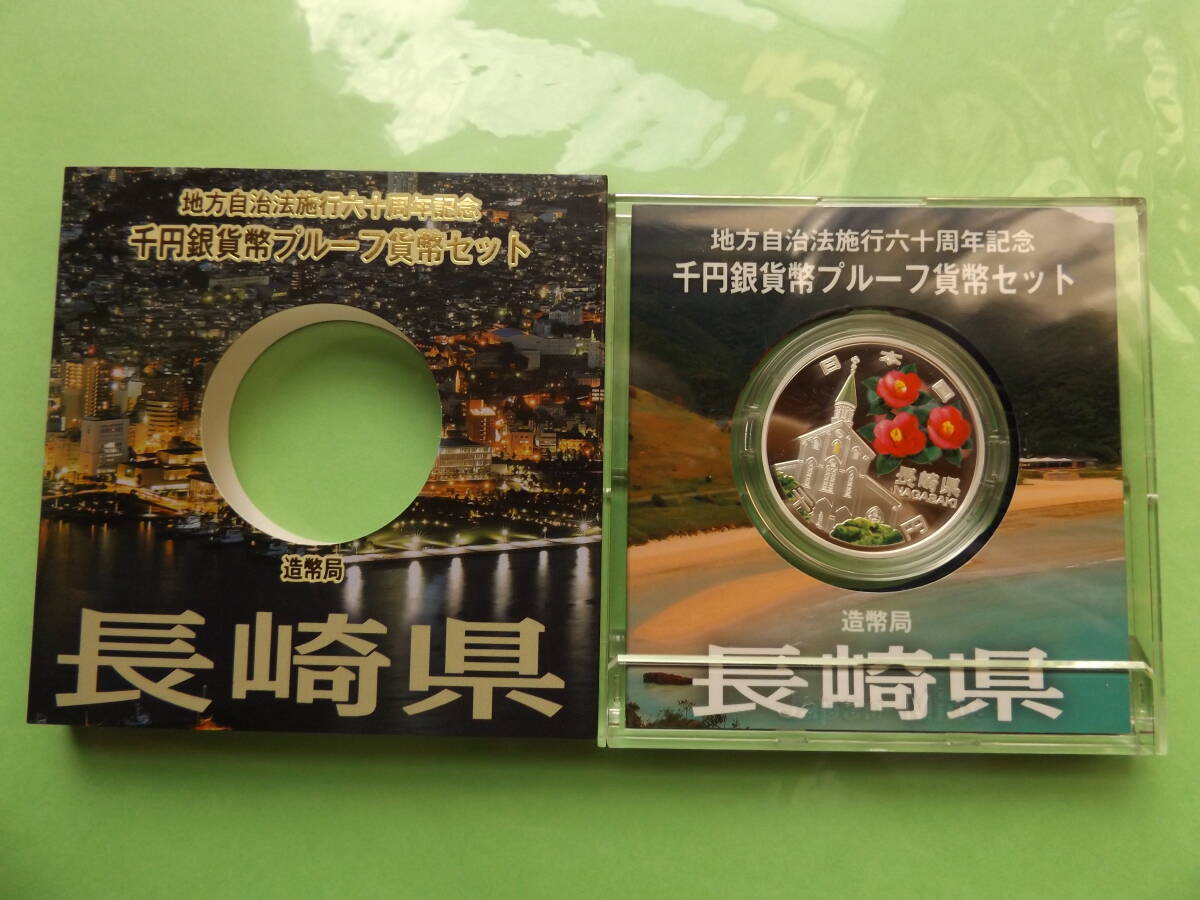 地方自治法施行六十周年記念
千円銀貨幣プルーフ貨幣セット
造幣局
長崎県
地方自治法施行六十周年記念
千円銀貨幣プルーフ貨幣セット
日本国
長崎県
NAGASAKI
千円
造幣局
長崎県
Japan Mint